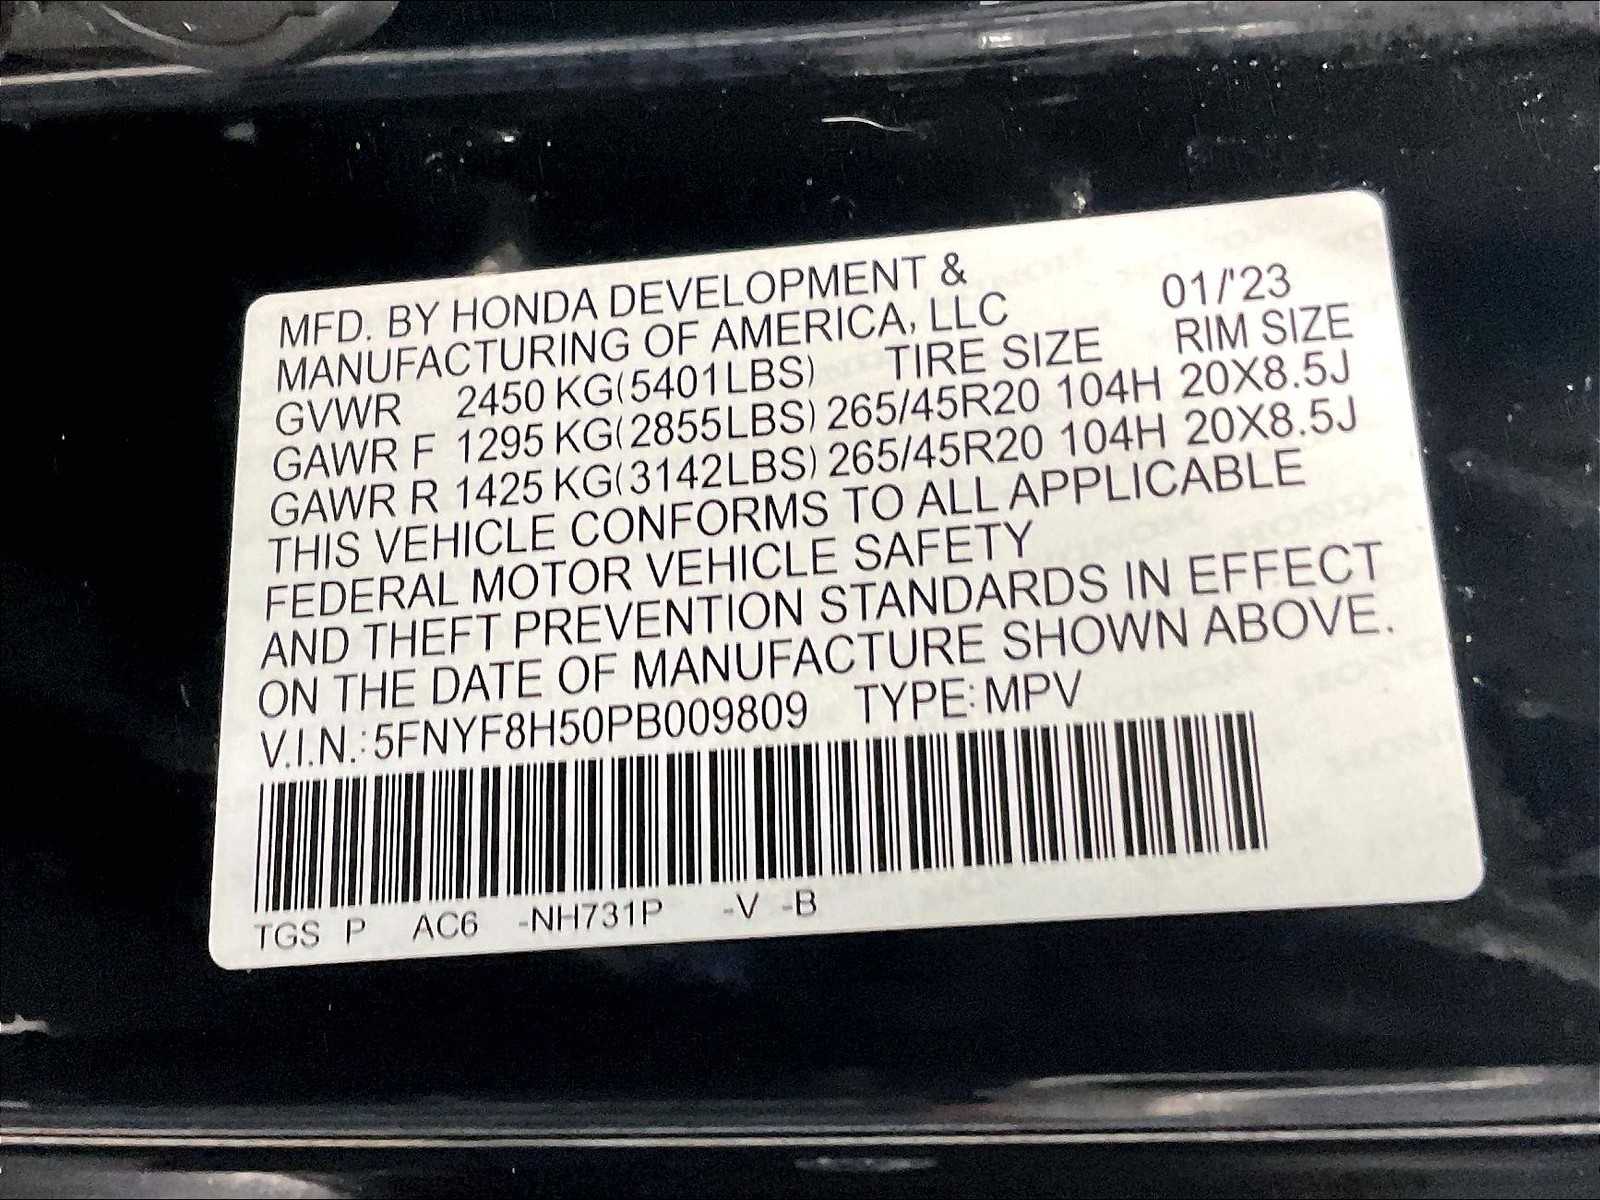 MFD. BY HONDA DEVELOPMENT &
MANUFACTURING OF AMERICA, LLC 01/'23
GVWR 2450 KG(5401LBS) TIRE SIZE RIM SIZE
GAWR F 1295 KG(2855LBS) 265/45R20 104H 20X8.5J
GAWR R 1425 KG(3142LBS) 265/45R20 104H 20X8.5J
THIS VEHICLE CONFORMS TO ALL APPLICABLE
FEDERAL MOTOR VEHICLE SAFETY
AND THEFT PREVENTION STANDARDS IN EFFECT
ON THE DATE OF MANUFACTURE SHOWN ABOVE.
V.I.N.: 5FNYF8H50PB009809 TYPE: MPV
TGS P AC6 -NH731P -V -B